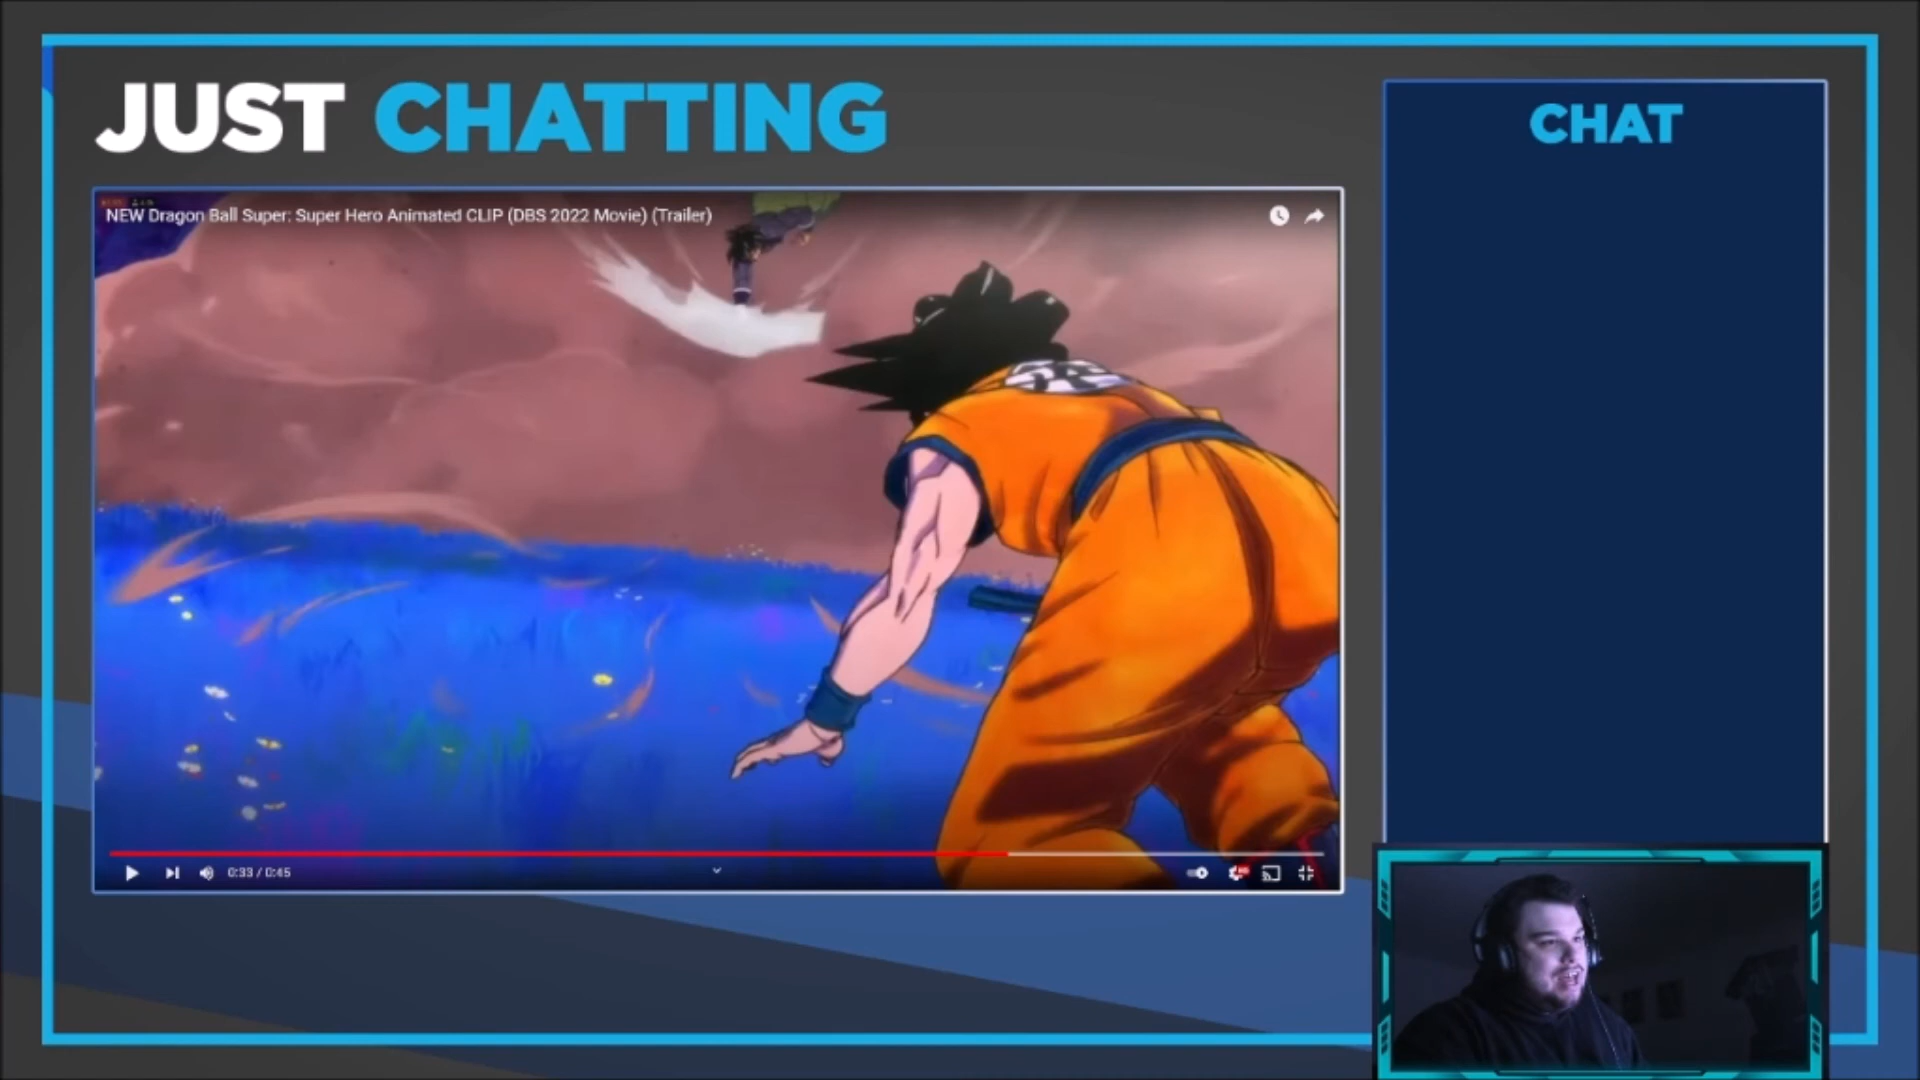 JUST CHATTING
CHAT
NEW Dragon Ball Super: Super Hero Animated CLIP (DBS 2022 Movie) (Trailer)
0:33 / 0:45